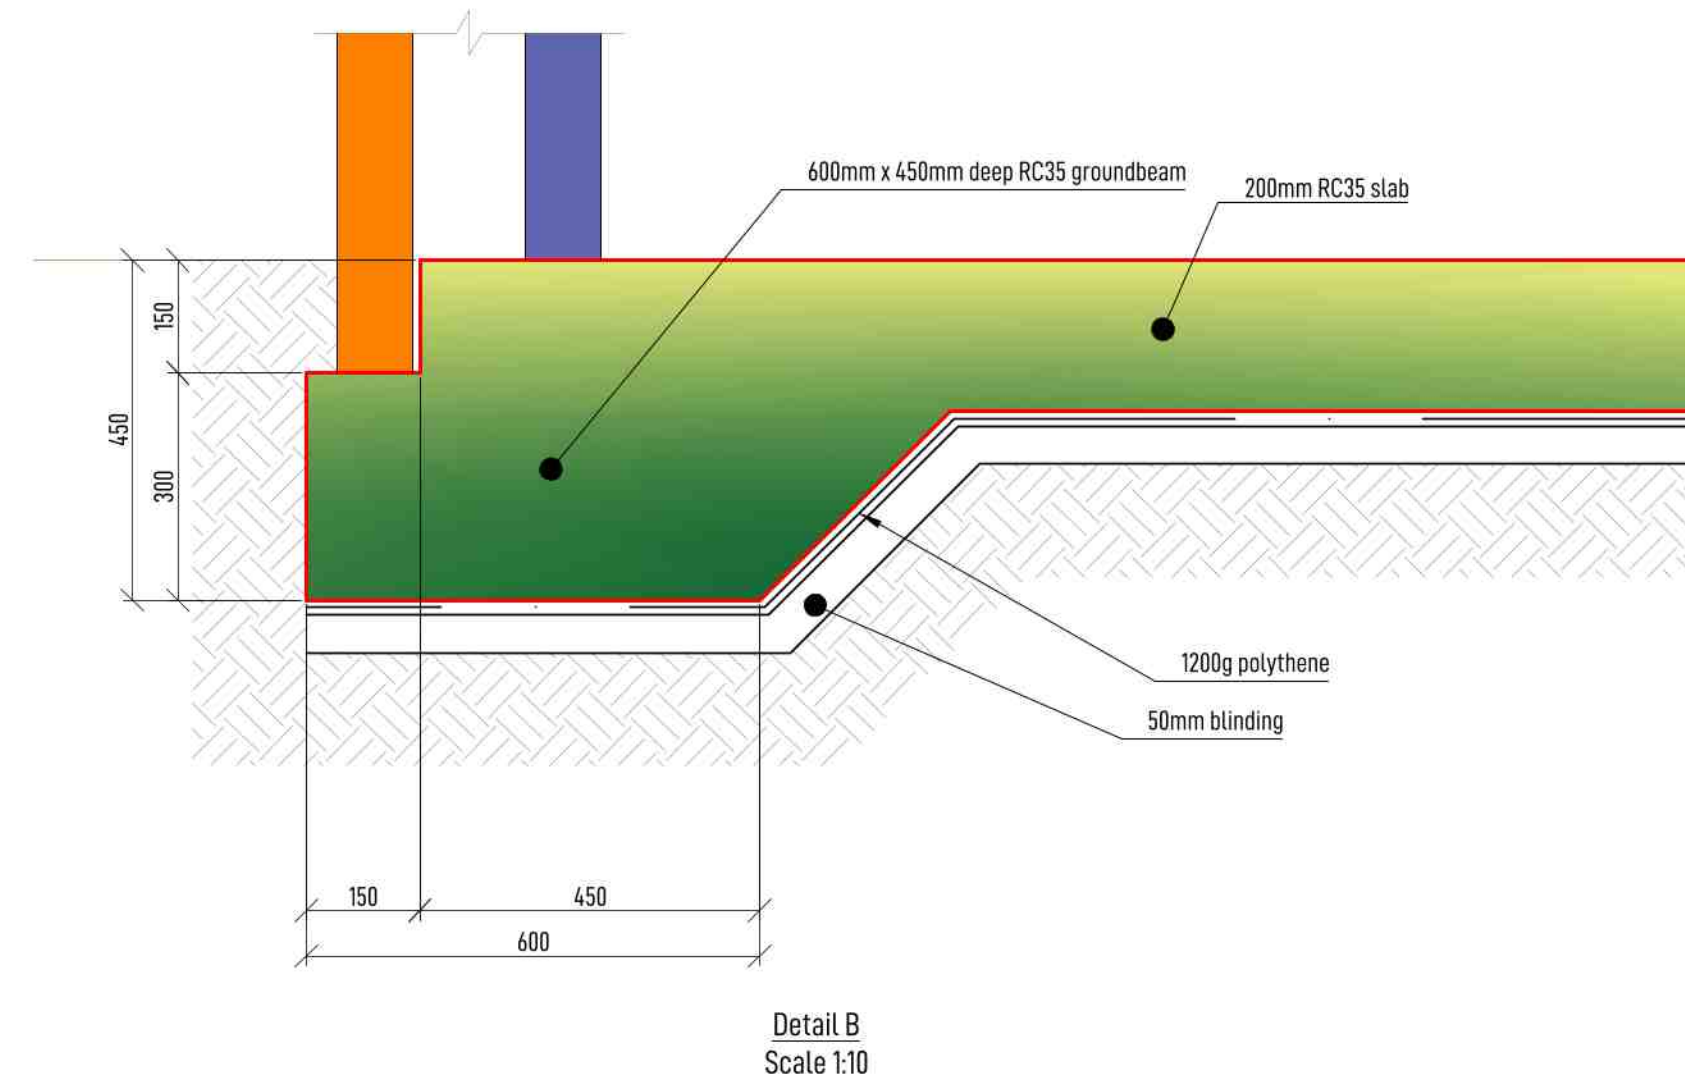 600mm x 450mm deep RC35 groundbeam
200mm RC35 slab
150
450
300
1200g polythene
50mm blinding
150
450
600
Detail B
Scale 1:10